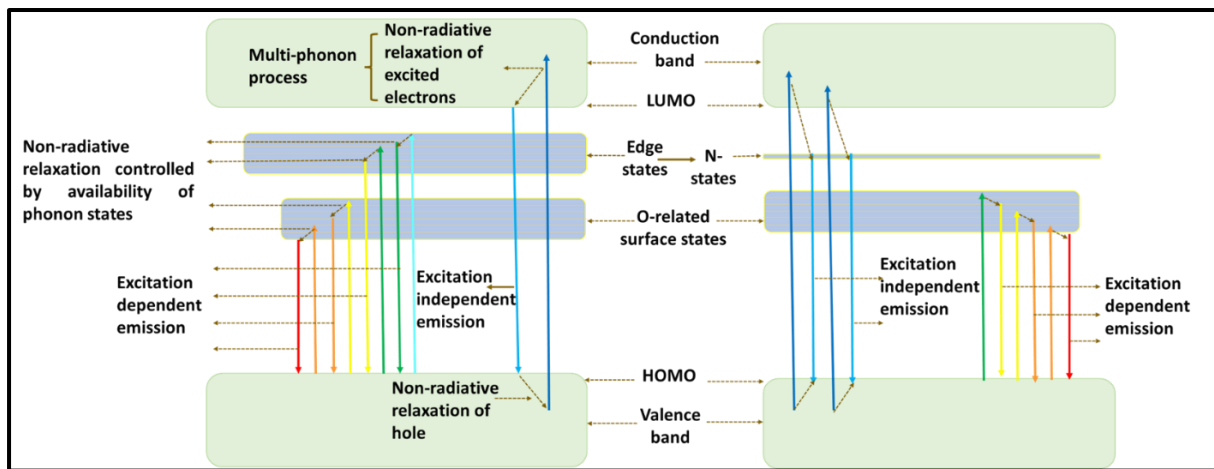 Multi-phonon
process
Non-radiative
relaxation of
excited
electrons
Conduction
band
LUMO
Non-radiative
relaxation controlled
by availability of
phonon states
Edge
states
N-
states
O-related
surface states
Excitation
dependent
emission
Excitation
independent
emission
Excitation
independent
emission
Excitation
dependent
emission
HOMO
Non-radiative
relaxation of
hole
Valence
band